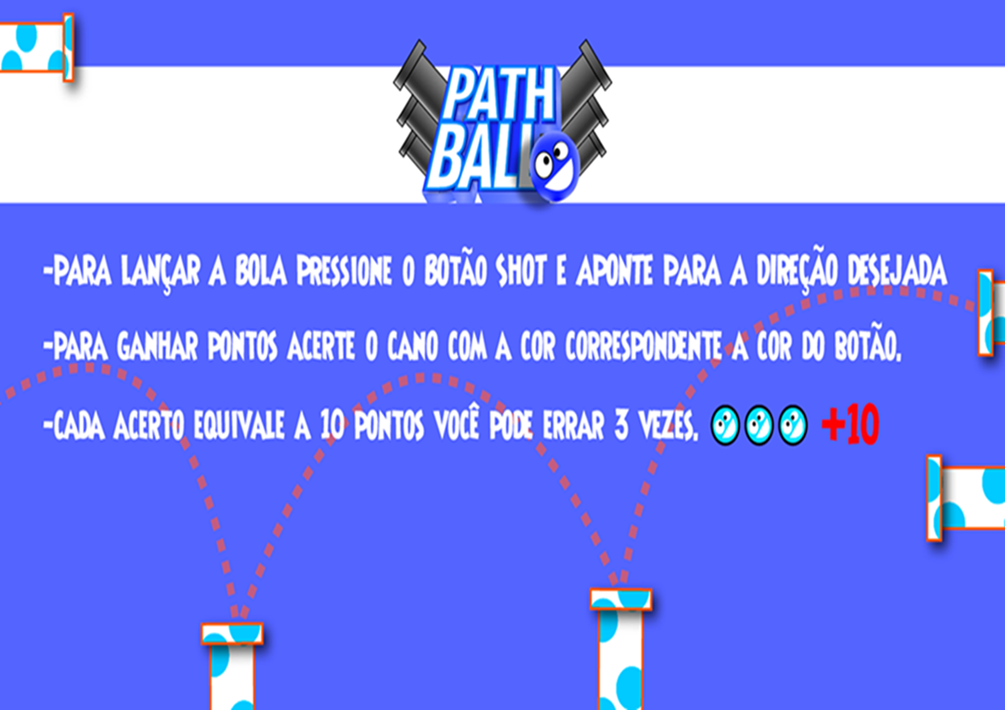 PATH
BALL
-PARA LANÇAR A BOLA PRESSIONE O BOTÃO SHOT E APONTE PARA A DIREÇÃO DESEJADA
-PARA GANHAR PONTOS ACERTE O CANO COM A COR CORRESPONDENTE A COR DO BOTÃO.
-CADA ACERTO EQUIVALE A 10 PONTOS VOCÊ PODE ERRAR 3 VEZES. +10